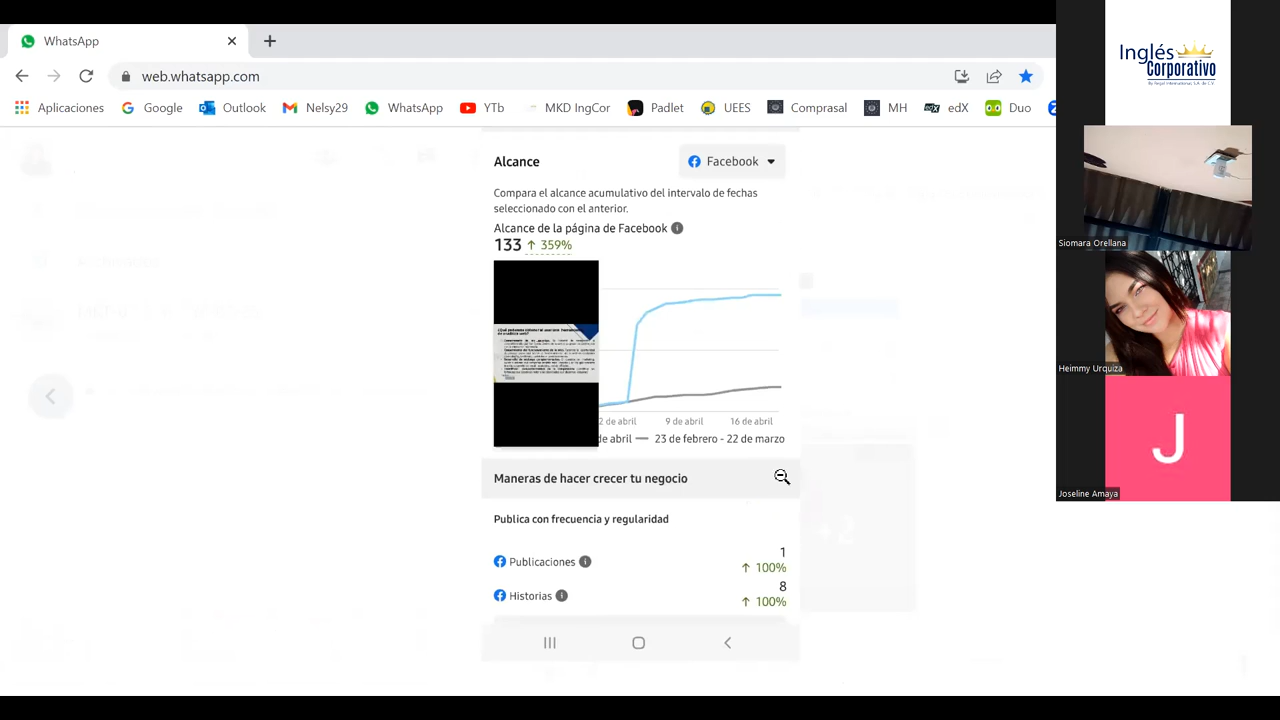 WhatsApp
web.whatsapp.com
Aplicaciones
Google
Outlook
Nelsy29
WhatsApp
YTb
MKD IngCor
Padlet
UEES
Comprasal
MH
edX
Duo
Alcance
Facebook
Compara el alcance acumulativo del intervalo de fechas
seleccionado con el anterior.
Alcance de la página de Facebook
133 ↑ 359%
2 de abril 9 de abril 16 de abril
de abril 23 de febrero - 22 de marzo
Maneras de hacer crecer tu negocio
Publica con frecuencia y regularidad
Publicaciones 1
↑ 100%
Historias 8
↑ 100%
Inglés
Corporativo
Siomara Orellana
Heimmy Urquiza
J
Joseline Amaya